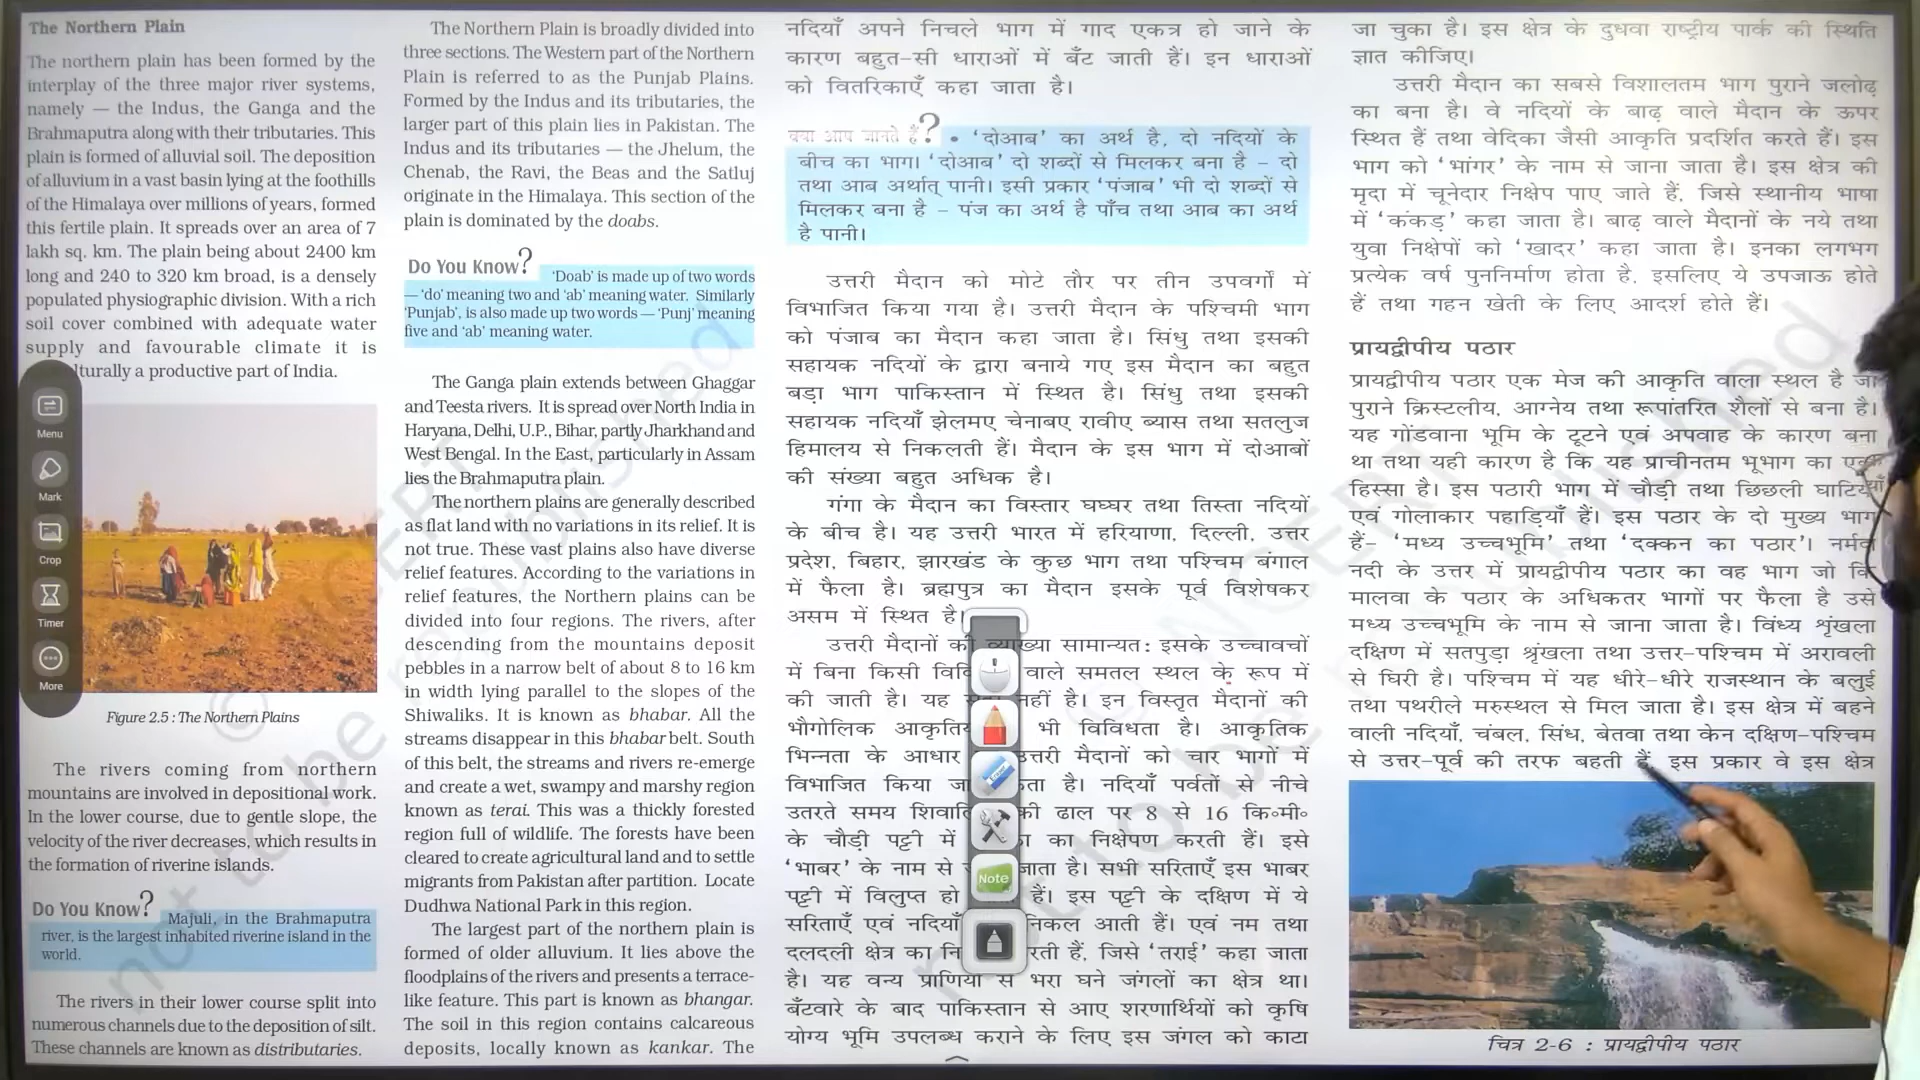 The Northern Plain
The northern plain has been formed by the
interplay of the three major river systems,
namely — the Indus, the Ganga and the
Brahmaputra along with their tributaries. This
plain is formed of alluvial soil. The deposition
of alluvium in a vast basin lying at the foothills
of the Himalaya over millions of years, formed
this fertile plain. It spreads over an area of 7
lakh sq. km. The plain being about 2400 km
long and 240 to 320 km broad, is a densely
populated physiographic division. With a rich
soil cover combined with adequate water
supply and favourable climate it is
lturally a productive part of India.
Menu
Mark
Crop
Timer
More
Figure 2.5 : The Northern Plains
The rivers coming from northern
mountains are involved in depositional work.
In the lower course, due to gentle slope, the
velocity of the river decreases, which results in
the formation of riverine islands.
Do You Know?
Majuli, in the Brahmaputra
river, is the largest inhabited riverine island in the
world.
The rivers in their lower course split into
numerous channels due to the deposition of silt.
These channels are known as distributaries.
The Northern Plain is broadly divided into
three sections. The Western part of the Northern
Plain is referred to as the Punjab Plains.
Formed by the Indus and its tributaries, the
larger part of this plain lies in Pakistan. The
Indus and its tributaries — the Jhelum, the
Chenab, the Ravi, the Beas and the Satluj
originate in the Himalaya. This section of the
plain is dominated by the doabs.
Do You Know?
'Doab' is made up of two words
— 'do' meaning two and 'ab' meaning water. Similarly
'Punjab', is also made up two words — 'Punj' meaning
five and 'ab' meaning water.
The Ganga plain extends between Ghaggar
and Teesta rivers. It is spread over North India in
Haryana, Delhi, U.P., Bihar, partly Jharkhand and
West Bengal. In the East, particularly in Assam
lies the Brahmaputra plain.
The northern plains are generally described
as flat land with no variations in its relief. It is
not true. These vast plains also have diverse
relief features. According to the variations in
relief features, the Northern plains can be
divided into four regions. The rivers, after
descending from the mountains deposit
pebbles in a narrow belt of about 8 to 16 km
in width lying parallel to the slopes of the
Shiwaliks. It is known as bhabar. All the
streams disappear in this bhabar belt. South
of this belt, the streams and rivers re-emerge
and create a wet, swampy and marshy region
known as terai. This was a thickly forested
region full of wildlife. The forests have been
cleared to create agricultural land and to settle
migrants from Pakistan after partition. Locate
Dudhwa National Park in this region.
The largest part of the northern plain is
formed of older alluvium. It lies above the
floodplains of the rivers and presents a terrace-
like feature. This part is known as bhangar.
The soil in this region contains calcareous
deposits, locally known as kankar. The
नदियाँ अपने निचले भाग में गाद एकत्र हो जाने के
कारण बहुत-सी धाराओं में बँट जाती हैं। इन धाराओं
को वितरिकाएँ कहा जाता है।
क्या आप जानते हैं? • 'दोआब' का अर्थ है, दो नदियों के
बीच का भाग। 'दोआब' दो शब्दों से मिलकर बना है – दो
तथा आब अर्थात् पानी। इसी प्रकार 'पंजाब' भी दो शब्दों से
मिलकर बना है – पंज का अर्थ है पाँच तथा आब का अर्थ
है पानी।
उत्तरी मैदान को मोटे तौर पर तीन उपवर्गों में
विभाजित किया गया है। उत्तरी मैदान के पश्चिमी भाग
को पंजाब का मैदान कहा जाता है। सिंधु तथा इसकी
सहायक नदियों के द्वारा बनाये गए इस मैदान का बहुत
बड़ा भाग पाकिस्तान में स्थित है। सिंधु तथा इसकी
सहायक नदियाँ झेलमए चेनाबए रावीए ब्यास तथा सतलुज
हिमालय से निकलती हैं। मैदान के इस भाग में दोआबों
की संख्या बहुत अधिक है।
गंगा के मैदान का विस्तार घघ्घर तथा तिस्ता नदियों
के बीच है। यह उत्तरी भारत में हरियाणा, दिल्ली, उत्तर
प्रदेश, बिहार, झारखंड के कुछ भाग तथा पश्चिम बंगाल
में फैला है। ब्रह्मपुत्र का मैदान इसके पूर्व विशेषकर
असम में स्थित है।
उत्तरी मैदानों की व्याख्या सामान्यत: इसके उच्चावचों
में बिना किसी वाले समतल स्थल के रूप में
की जाती है। यह नहीं है। इन विस्तृत मैदानों की
भौगोलिक भी विविधता है। आकृतिक
भिन्नता के आधार उत्तरी मैदानों को चार भागों में
विभाजित किया है। नदियाँ पर्वतों से नीचे
उतरते समय की ढाल पर 8 से 16 कि॰मी॰
के चौड़ी पट्टी में का निक्षेपण करती हैं। इसे
'भाबर' के नाम से जाता है। सभी सरिताएँ इस भाबर
पट्टी में विलुप्त हो हैं। इस पट्टी के दक्षिण में ये
सरिताएँ एवं नदियाँ निकल आती हैं। एवं नम तथा
दलदली क्षेत्र का हैं, जिसे 'तराई' कहा जाता
है। यह वन्य प्राणियों से भरा घने जंगलों का क्षेत्र था।
बँटवारे के बाद पाकिस्तान से आए शरणार्थियों को कृषि
योग्य भूमि उपलब्ध कराने के लिए इस जंगल को काटा
Note
जा चुका है। इस क्षेत्र के दुधवा राष्ट्रीय पार्क की स्थिति
ज्ञात कीजिए।
उत्तरी मैदान का सबसे विशालतम भाग पुराने जलोढ़
का बना है। वे नदियों के बाढ़ वाले मैदान के ऊपर
स्थित हैं तथा वेदिका जैसी आकृति प्रदर्शित करते हैं। इस
भाग को 'भांगर' के नाम से जाना जाता है। इस क्षेत्र की
मृदा में चूनेदार निक्षेप पाए जाते हैं, जिसे स्थानीय भाषा
में 'कंकड़' कहा जाता है। बाढ़ वाले मैदानों के नये तथा
युवा निक्षेपों को 'खादर' कहा जाता है। इनका लगभग
प्रत्येक वर्ष पुननिर्माण होता है, इसलिए ये उपजाऊ होते
हैं तथा गहन खेती के लिए आदर्श होते हैं।
प्रायद्वीपीय पठार
प्रायद्वीपीय पठार एक मेज की आकृति वाला स्थल है जो
पुराने क्रिस्टलीय, आग्नेय तथा रूपांतरित शैलों से बना है।
यह गोंडवाना भूमि के टूटने एवं अपवाह के कारण बना
था तथा यही कारण है कि यह प्राचीनतम भूभाग का एक
हिस्सा है। इस पठारी भाग में चौड़ी तथा छिछली घाटियाँ
एवं गोलाकार पहाड़ियाँ हैं। इस पठार के दो मुख्य भाग
हैं– 'मध्य उच्चभूमि' तथा 'दक्कन का पठार'। नर्मदा
नदी के उत्तर में प्रायद्वीपीय पठार का वह भाग जो कि
मालवा के पठार के अधिकतर भागों पर फैला है उसे
मध्य उच्चभूमि के नाम से जाना जाता है। विंध्य शृंखला
दक्षिण में सतपुड़ा श्रृंखला तथा उत्तर-पश्चिम में अरावली
से घिरी है। पश्चिम में यह धीरे-धीरे राजस्थान के बलुई
तथा पथरीले मरुस्थल से मिल जाता है। इस क्षेत्र में बहने
वाली नदियाँ, चंबल, सिंध, बेतवा तथा केन दक्षिण-पश्चिम
से उत्तर-पूर्व की तरफ बहती हैं, इस प्रकार वे इस क्षेत्र
चित्र 2-6 : प्रायद्वीपीय पठार
© NCERT
not to be republished
© NCERT
not to be republished